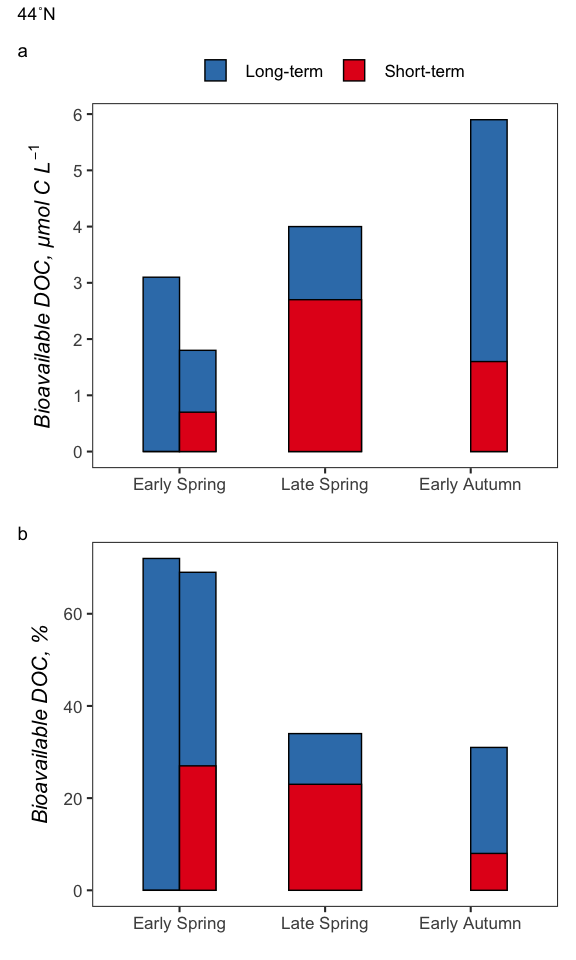 44°N
a
Long-term Short-term
Bioavailable DOC, µmol C L⁻¹
6
5
4
3
2
1
0
Early Spring Late Spring Early Autumn
b
Bioavailable DOC, %
60
40
20
0
Early Spring Late Spring Early Autumn